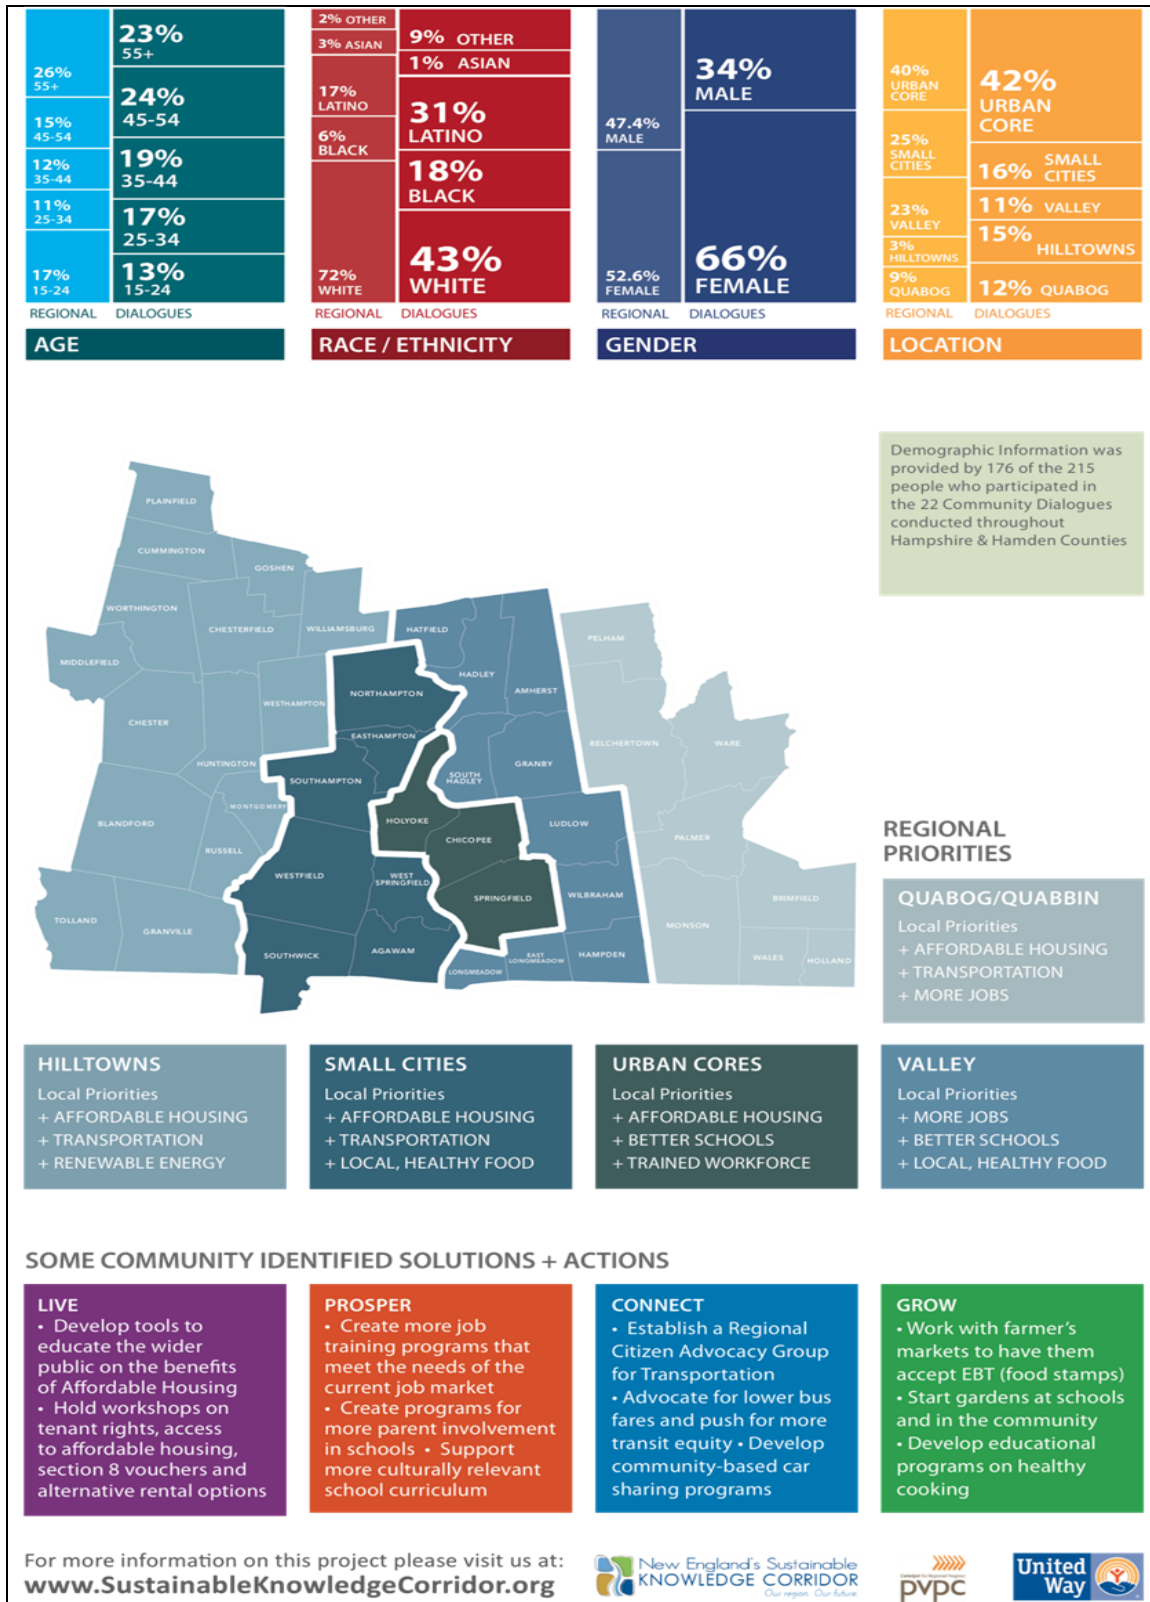 26%
55+
15%
45-54
12%
35-44
11%
25-34
17%
15-24
23%
55+
24%
45-54
19%
35-44
17%
25-34
13%
15-24
REGIONAL DIALOGUES
AGE
2% OTHER
3% ASIAN
17%
LATINO
6%
BLACK
72%
WHITE
9% OTHER
1% ASIAN
31%
LATINO
18%
BLACK
43%
WHITE
REGIONAL DIALOGUES
RACE / ETHNICITY
47.4%
MALE
52.6%
FEMALE
34%
MALE
66%
FEMALE
REGIONAL DIALOGUES
GENDER
40%
URBAN
CORE
25%
SMALL
CITIES
23%
VALLEY
3%
HILLTOWNS
9%
QUABOG
42%
URBAN
CORE
16% SMALL
CITIES
11% VALLEY
15%
HILLTOWNS
12% QUABOG
REGIONAL DIALOGUES
LOCATION
Demographic Information was
provided by 176 of the 215
people who participated in
the 22 Community Dialogues
conducted throughout
Hampshire & Hamden Counties
PLAINFIELD
CUMMINGTON
GOSHEN
WORTHINGTON
CHESTERFIELD
WILLIAMSBURG
HATFIELD
PELHAM
MIDDLEFIELD
HADLEY
AMHERST
NORTHAMPTON
WESTHAMPTON
CHESTER
EASTHAMPTON
BELCHERTOWN
WARE
HUNTINGTON
GRANBY
SOUTHAMPTON
SOUTH
HADLEY
MONTGOMERY
BLANDFORD
HOLYOKE
LUDLOW
CHICOPEE
PALMER
RUSSELL
WESTFIELD
WEST
SPRINGFIELD
SPRINGFIELD
WILBRAHAM
BRIMFIELD
TOLLAND
GRANVILLE
MONSON
SOUTHWICK
AGAWAM
EAST
LONGMEADOW
HAMPDEN
WALES
HOLLAND
LONGMEADOW
REGIONAL
PRIORITIES
QUABOG/QUABBIN
Local Priorities
+ AFFORDABLE HOUSING
+ TRANSPORTATION
+ MORE JOBS
HILLTOWNS
Local Priorities
+ AFFORDABLE HOUSING
+ TRANSPORTATION
+ RENEWABLE ENERGY
SMALL CITIES
Local Priorities
+ AFFORDABLE HOUSING
+ TRANSPORTATION
+ LOCAL, HEALTHY FOOD
URBAN CORES
Local Priorities
+ AFFORDABLE HOUSING
+ BETTER SCHOOLS
+ TRAINED WORKFORCE
VALLEY
Local Priorities
+ MORE JOBS
+ BETTER SCHOOLS
+ LOCAL, HEALTHY FOOD
SOME COMMUNITY IDENTIFIED SOLUTIONS + ACTIONS
LIVE
• Develop tools to
educate the wider
public on the benefits
of Affordable Housing
• Hold workshops on
tenant rights, access
to affordable housing,
section 8 vouchers and
alternative rental options
PROSPER
• Create more job
training programs that
meet the needs of the
current job market
• Create programs for
more parent involvement
in schools • Support
more culturally relevant
school curriculum
CONNECT
• Establish a Regional
Citizen Advocacy Group
for Transportation
• Advocate for lower bus
fares and push for more
transit equity • Develop
community-based car
sharing programs
GROW
• Work with farmer's
markets to have them
accept EBT (food stamps)
• Start gardens at schools
and in the community
• Develop educational
programs on healthy
cooking
For more information on this project please visit us at:
www.SustainableKnowledgeCorridor.org
New England's Sustainable
KNOWLEDGE CORRIDOR
Our region. Our future.
Catalyst for Regional Progress
pvpc
United
Way